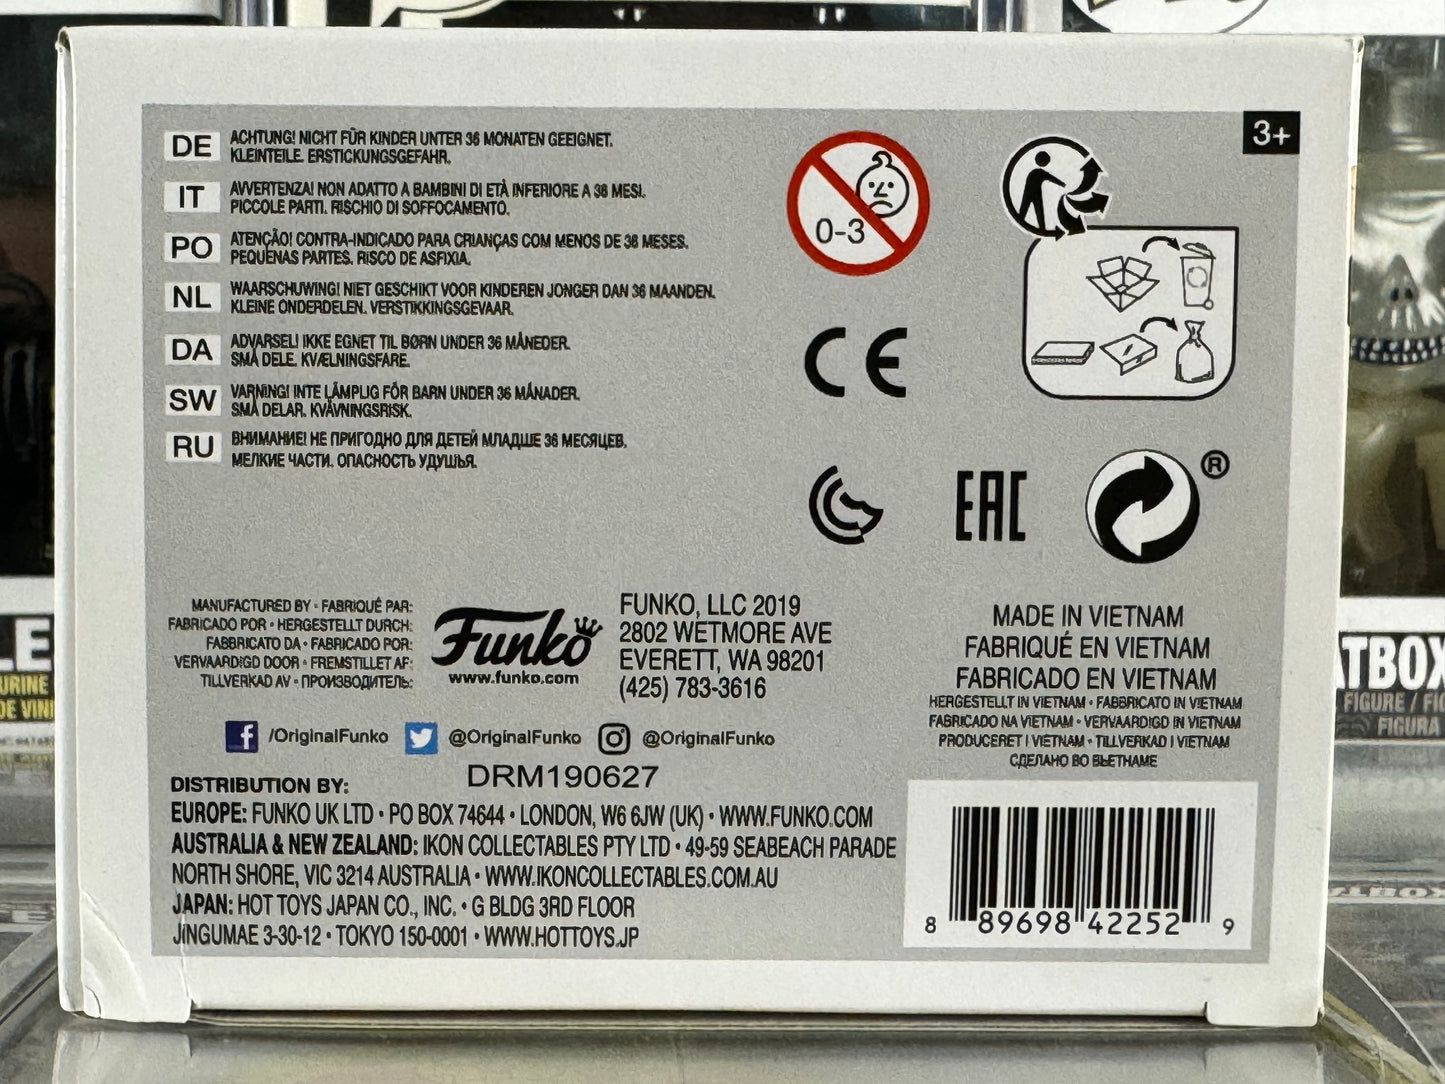 3+
DE ACHTUNG! NICHT FÜR KINDER UNTER 36 MONATEN GEEIGNET.
KLEINTEILE. ERSTICKUNGSGEFAHR.
IT AVVERTENZA! NON ADATTO A BAMBINI DI ETÀ INFERIORE A 36 MESI.
PICCOLE PARTI. RISCHIO DI SOFFOCAMENTO.
PO ATENÇÃO! CONTRA-INDICADO PARA CRIANÇAS COM MENOS DE 36 MESES.
PEQUENAS PARTES. RISCO DE ASFIXIA.
NL WAARSCHUWING! NIET GESCHIKT VOOR KINDEREN JONGER DAN 36 MAANDEN.
KLEINE ONDERDELEN. VERSTIKKINGSGEVAAR.
DA ADVARSEL! IKKE EGNET TIL BØRN UNDER 36 MÅNEDER.
SMÅ DELE. KVÆLNINGSFARE.
SW VARNING! INTE LÄMPLIG FÖR BARN UNDER 36 MÅNADER.
SMÅ DELAR. KVÄVNINGSRISK.
RU ВНИМАНИЕ! НЕ ПРИГОДНО ДЛЯ ДЕТЕЙ МЛАДШЕ 36 МЕСЯЦЕВ.
МЕЛКИЕ ЧАСТИ. ОПАСНОСТЬ УДУШЬЯ.
0-3
CE
EAC
®
MANUFACTURED BY • FABRIQUÉ PAR:
FABRICADO POR • HERGESTELLT DURCH:
FABBRICATO DA • FABRICADO POR:
VERVAARDIGD DOOR • FREMSTILLET AF:
TILLVERKAD AV • ПРОИЗВОДИТЕЛЬ:
Funko
www.funko.com
FUNKO, LLC 2019
2802 WETMORE AVE
EVERETT, WA 98201
(425) 783-3616
MADE IN VIETNAM
FABRIQUÉ EN VIETNAM
FABRICADO EN VIETNAM
HERGESTELLT IN VIETNAM • FABBRICATO IN VIETNAM
FABRICADO NA VIETNAM • VERVAARDIGD IN VIETNAM
PRODUCERET I VIETNAM • TILLVERKAD I VIETNAM
СДЕЛАНО ВО ВЬЕТНАМЕ
/OriginalFunko @OriginalFunko @OriginalFunko
DRM190627
DISTRIBUTION BY:
EUROPE: FUNKO UK LTD • PO BOX 74644 • LONDON, W6 6JW (UK) • WWW.FUNKO.COM
AUSTRALIA & NEW ZEALAND: IKON COLLECTABLES PTY LTD • 49-59 SEABEACH PARADE
NORTH SHORE, VIC 3214 AUSTRALIA • WWW.IKONCOLLECTABLES.COM.AU
JAPAN: HOT TOYS JAPAN CO., INC. • G BLDG 3RD FLOOR
JINGUMAE 3-30-12 • TOKYO 150-0001 • WWW.HOTTOYS.JP
8 89698 42252 9
LE
URINE
DE VIN
TBOX
FIGURE / FI
FIGURA